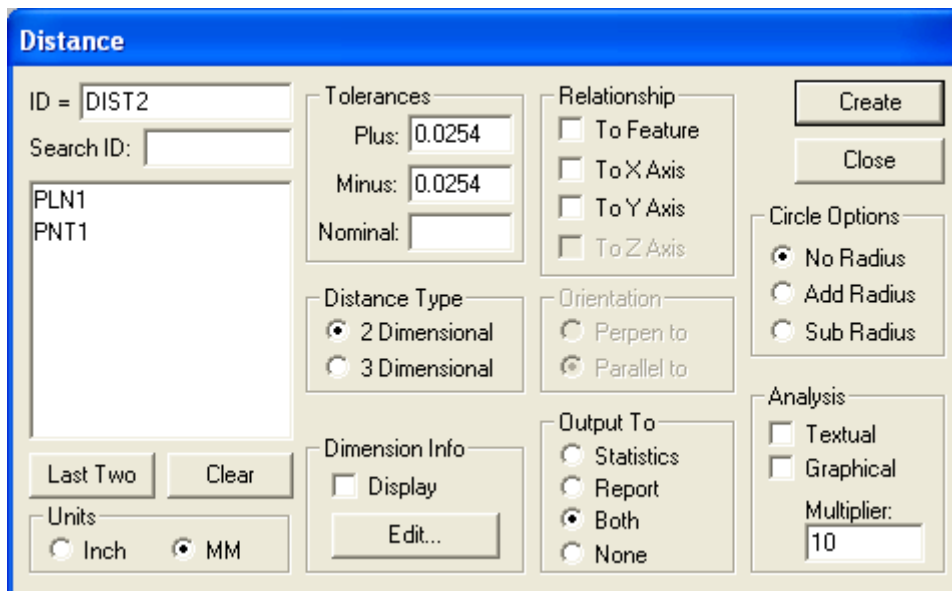 Distance
ID = DIST2
Search ID:
PLN1
PNT1
Last Two
Clear
Units
Inch
MM
Tolerances
Plus: 0.0254
Minus: 0.0254
Nominal:
Distance Type
2 Dimensional
3 Dimensional
Dimension Info
Display
Edit...
Relationship
To Feature
To X Axis
To Y Axis
To Z Axis
Orientation
Perpen to
Parallel to
Output To
Statistics
Report
Both
None
Create
Close
Circle Options
No Radius
Add Radius
Sub Radius
Analysis
Textual
Graphical
Multiplier:
10